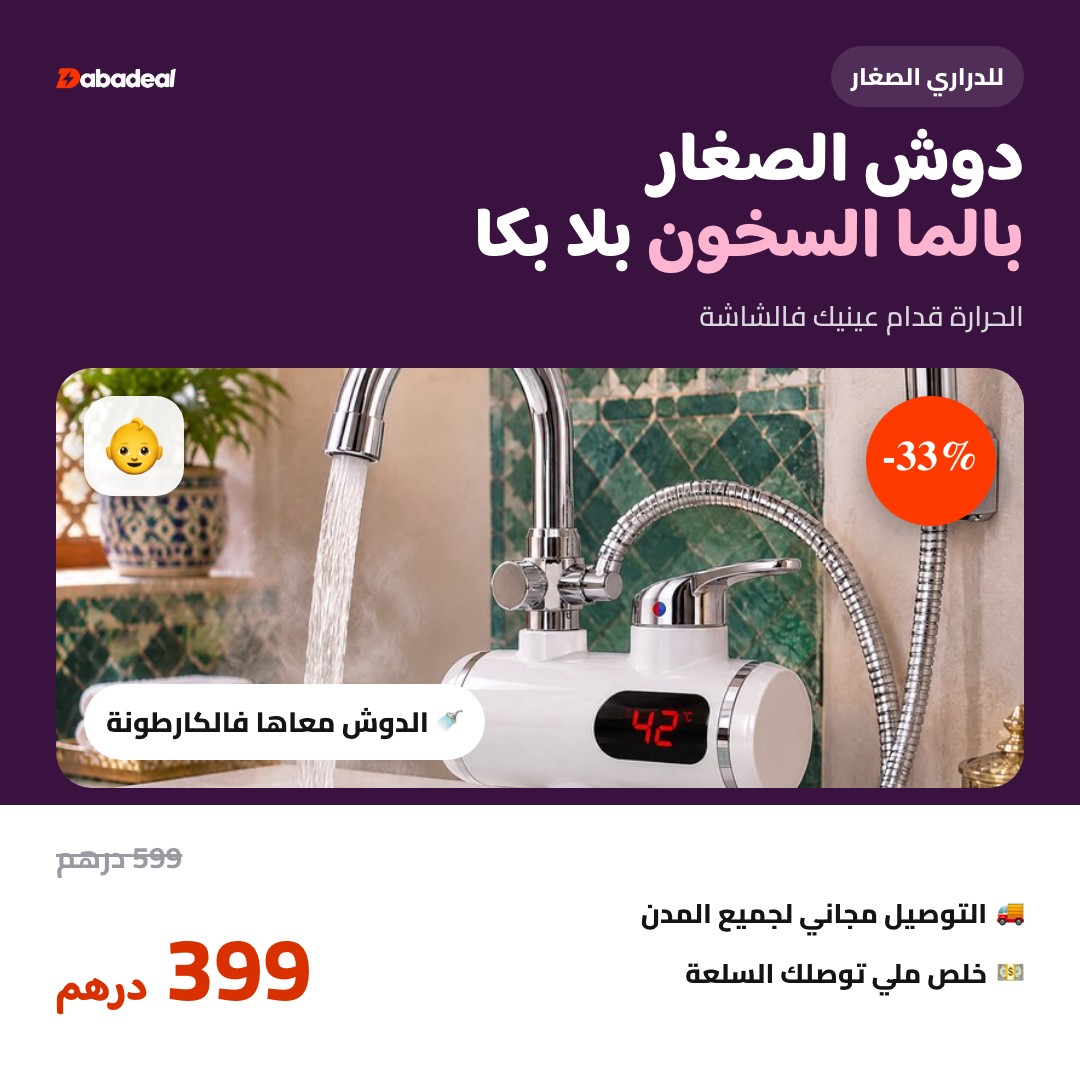 Dabadeal
للدراري الصغار
دوش الصغار
بالما السخون بلا بكا
الحرارة قدام عينيك فالشاشة
-33%
42 °C
الدوش معاها فالكارطونة
599 درهم
399 درهم
التوصيل مجاني لجميع المدن
خلص ملي توصلك السلعة